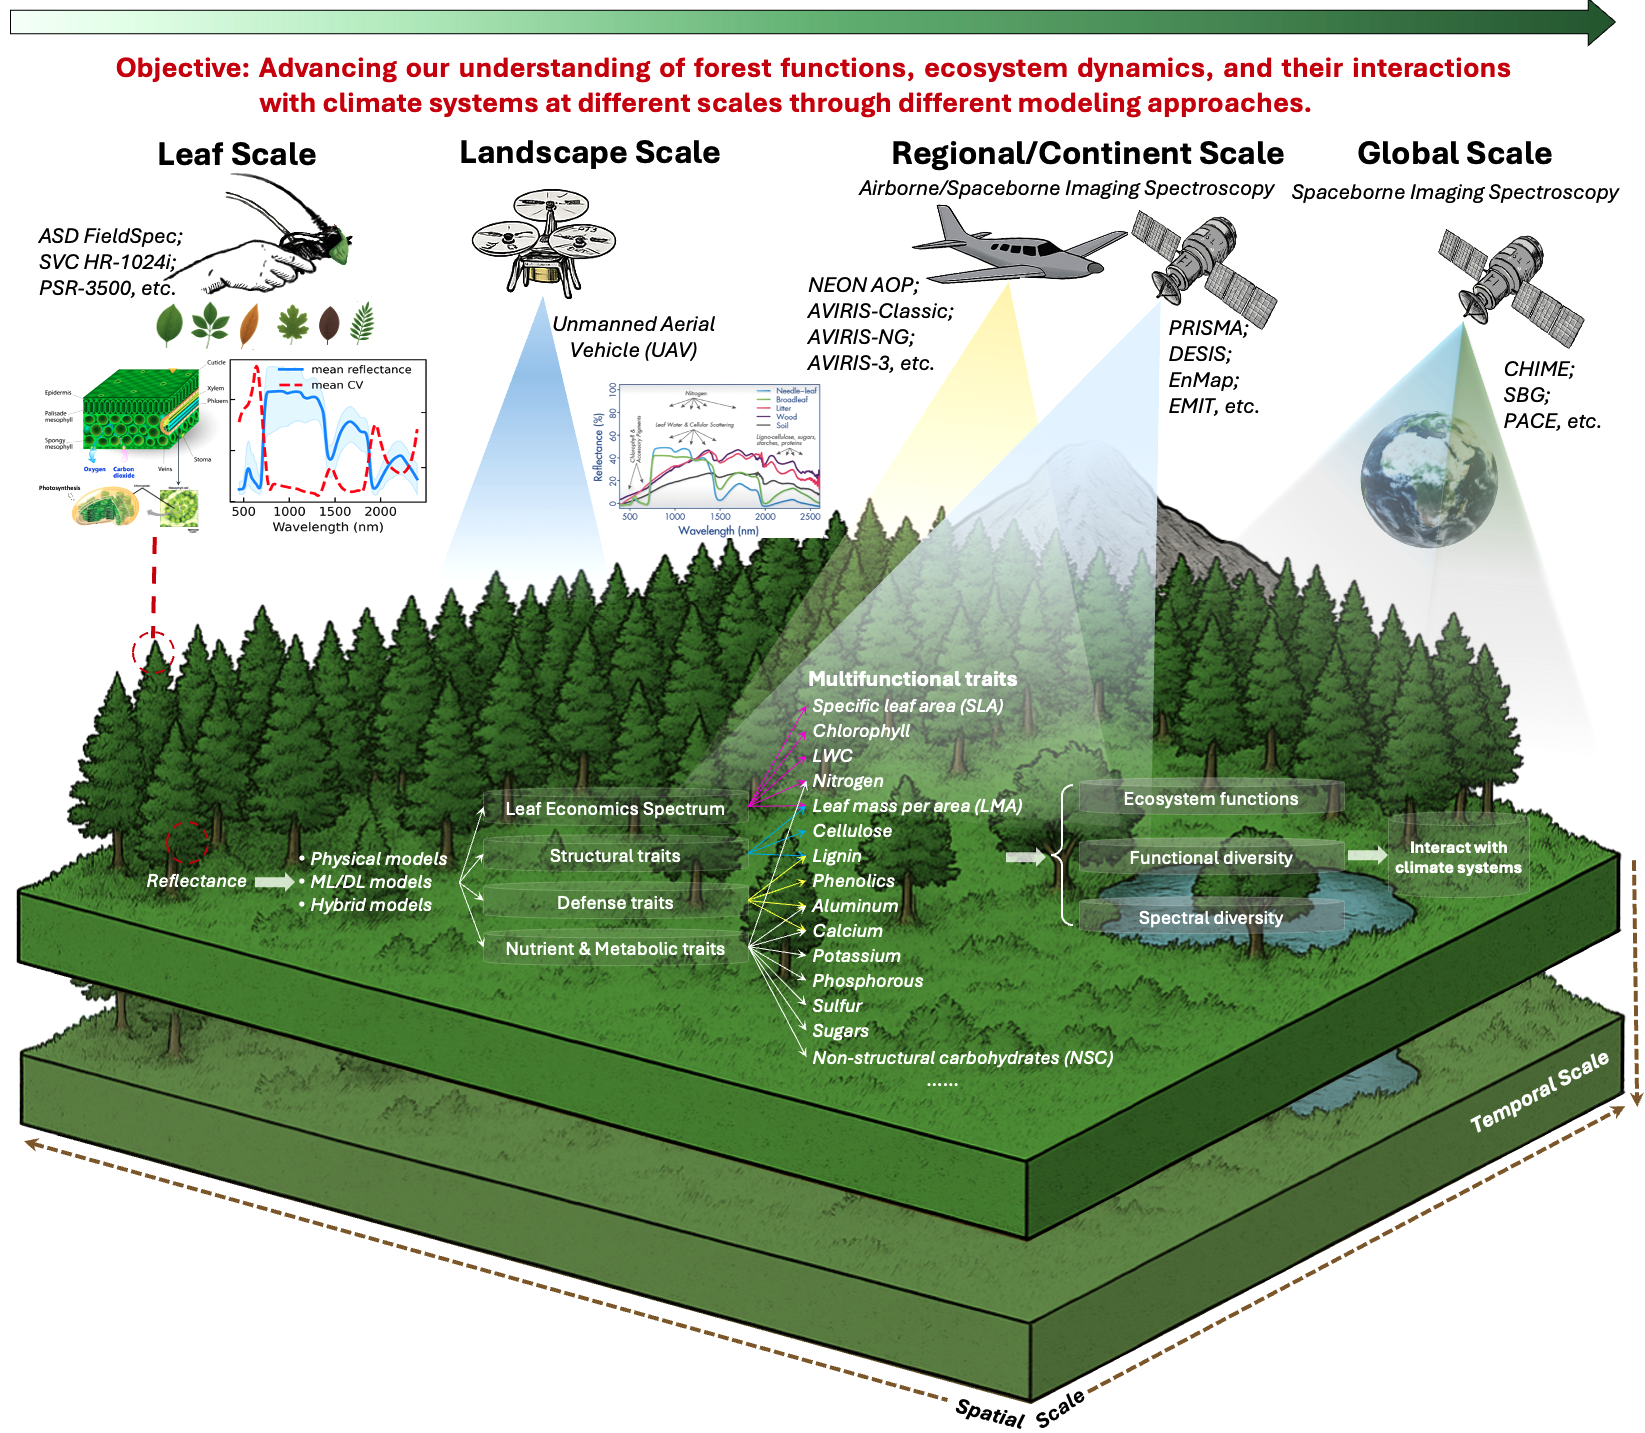 Objective: Advancing our understanding of forest functions, ecosystem dynamics, and their interactions
with climate systems at different scales through different modeling approaches.
Leaf Scale
ASD FieldSpec;
SVC HR-1024i;
PSR-3500, etc.
Cuticle
Epidermis
Xylem
Phloem
Palisade
mesophyll
Spongy
mesophyll
Stoma
Oxygen
Carbon
dioxide
Veins
Photosynthesis
mean reflectance
mean CV
500 1000 1500 2000
Wavelength (nm)
Landscape Scale
Unmanned Aerial
Vehicle (UAV)
Reflectance (%)
100
80
60
40
20
0
Nitrogen
Leaf Water & Cellular Scattering
Chlorophyll &
Accessory Pigments
Ligno-cellulose, sugars,
starches, proteins
Needle-leaf
Broadleaf
Litter
Wood
Soil
500 1000 1500 2000 2500
Wavelength (nm)
Regional/Continent Scale
Airborne/Spaceborne Imaging Spectroscopy
NEON AOP;
AVIRIS-Classic;
AVIRIS-NG;
AVIRIS-3, etc.
PRISMA;
DESIS;
EnMap;
EMIT, etc.
Global Scale
Spaceborne Imaging Spectroscopy
CHIME;
SBG;
PACE, etc.
Reflectance
• Physical models
• ML/DL models
• Hybrid models
Leaf Economics Spectrum
Structural traits
Defense traits
Nutrient & Metabolic traits
Multifunctional traits
Specific leaf area (SLA)
Chlorophyll
LWC
Nitrogen
Leaf mass per area (LMA)
Cellulose
Lignin
Phenolics
Aluminum
Calcium
Potassium
Phosphorous
Sulfur
Sugars
Non-structural carbohydrates (NSC)
......
Ecosystem functions
Functional diversity
Spectral diversity
Interact with
climate systems
Temporal Scale
Spatial Scale